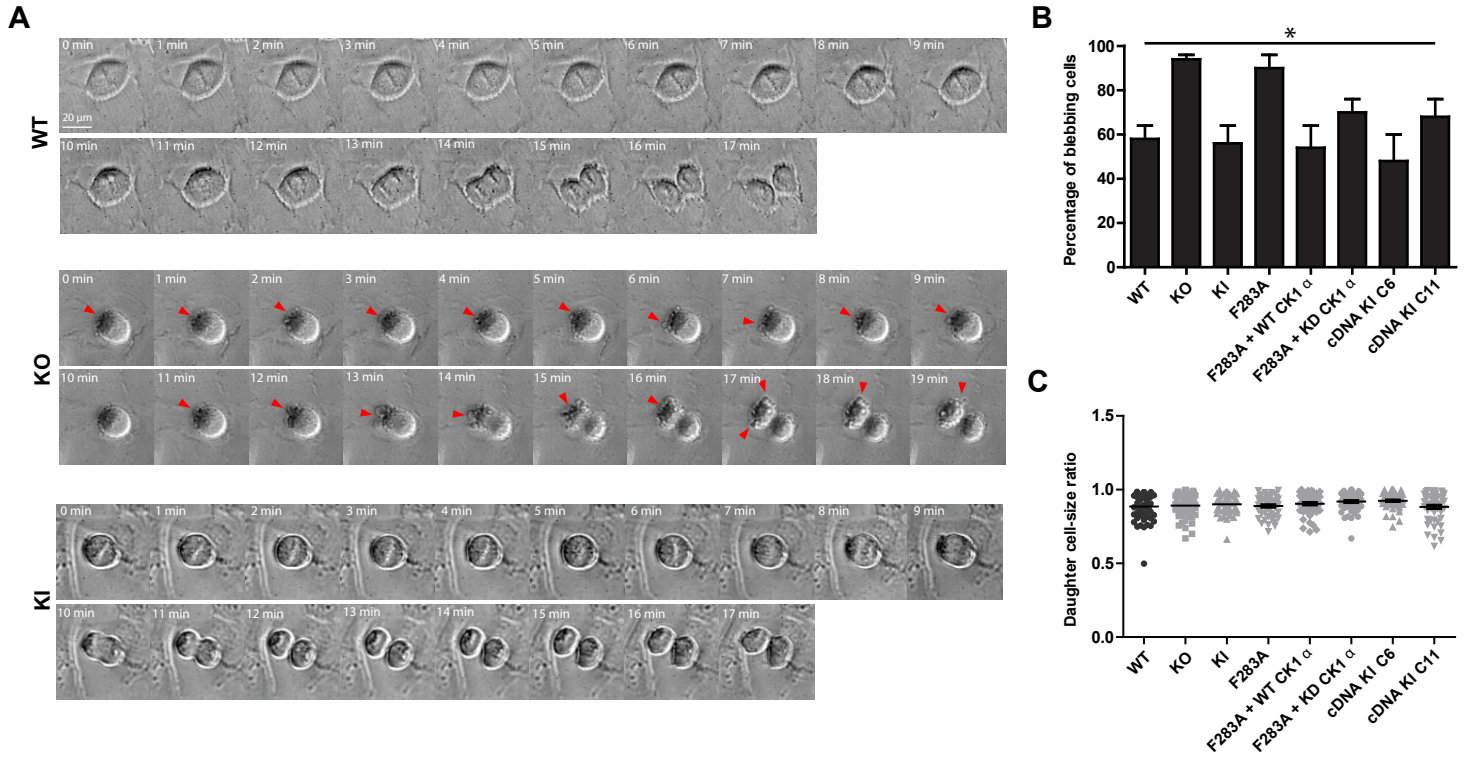 A
WT
0 min 1 min 2 min 3 min 4 min 5 min 6 min 7 min 8 min 9 min
20 µm
10 min 11 min 12 min 13 min 14 min 15 min 16 min 17 min
KO
0 min 1 min 2 min 3 min 4 min 5 min 6 min 7 min 8 min 9 min
10 min 11 min 12 min 13 min 14 min 15 min 16 min 17 min 18 min 19 min
KI
0 min 1 min 2 min 3 min 4 min 5 min 6 min 7 min 8 min 9 min
10 min 11 min 12 min 13 min 14 min 15 min 16 min 17 min
B
Percentage of blebbing cells
100
80
60
40
20
0
*
WT KO KI F283A F283A + WT CK1 α F283A + KD CK1 α cDNA KI C6 cDNA KI C11
C
Daughter cell-size ratio
1.5
1.0
0.5
0.0
WT KO KI F283A F283A + WT CK1 α F283A + KD CK1 α cDNA KI C6 cDNA KI C11